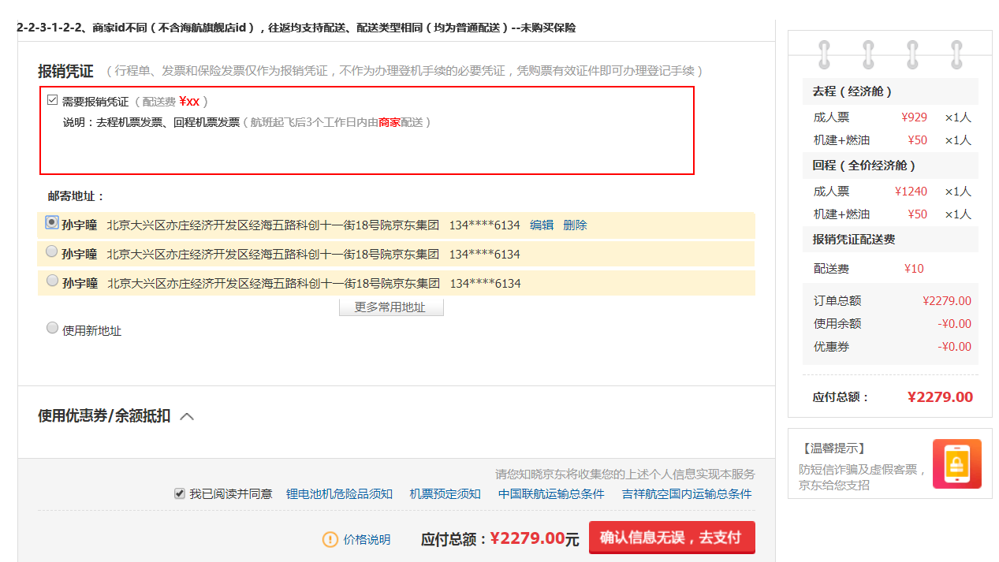 2-2-3-1-2-2、商家id不同（不含海航旗舰店id），往返均支持配送、配送类型相同（均为普通配送）--未购买保险
报销凭证 （行程单、发票和保险发票仅作为报销凭证，不作为办理登机手续的必要凭证，凭购票有效证件即可办理登记手续）
需要报销凭证（配送费 ¥xx ）
说明：去程机票发票、回程机票发票（航班起飞后3个工作日内由商家配送）
邮寄地址：
孙宇瞳 北京大兴区亦庄经济开发区经海五路科创十一街18号院京东集团 134****6134 编辑 删除
孙宇瞳 北京大兴区亦庄经济开发区经海五路科创十一街18号院京东集团 134****6134
孙宇瞳 北京大兴区亦庄经济开发区经海五路科创十一街18号院京东集团 134****6134
更多常用地址
使用新地址
使用优惠券/余额抵扣
请您知晓京东将收集您的上述个人信息实现本服务
我已阅读并同意 锂电池机危险品须知 机票预定须知 中国联航运输总条件 吉祥航空国内运输总条件
价格说明 应付总额：¥2279.00元 确认信息无误，去支付
去程（经济舱）
成人票 ¥929 ×1人
机建+燃油 ¥50 ×1人
回程（全价经济舱）
成人票 ¥1240 ×1人
机建+燃油 ¥50 ×1人
报销凭证配送费
配送费 ¥10
订单总额 ¥2279.00
使用余额 -¥0.00
优惠券 -¥0.00
应付总额： ¥2279.00
【温馨提示】
防短信诈骗及虚假客票，
京东给您支招